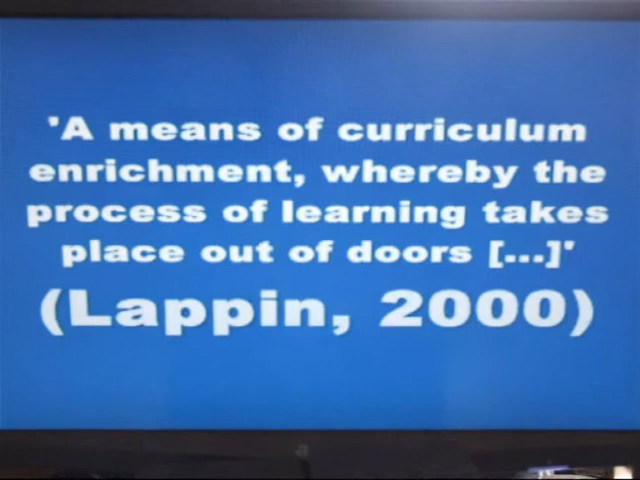 'A means of curriculum
enrichment, whereby the
process of learning takes
place out of doors [...]'
(Lappin, 2000)